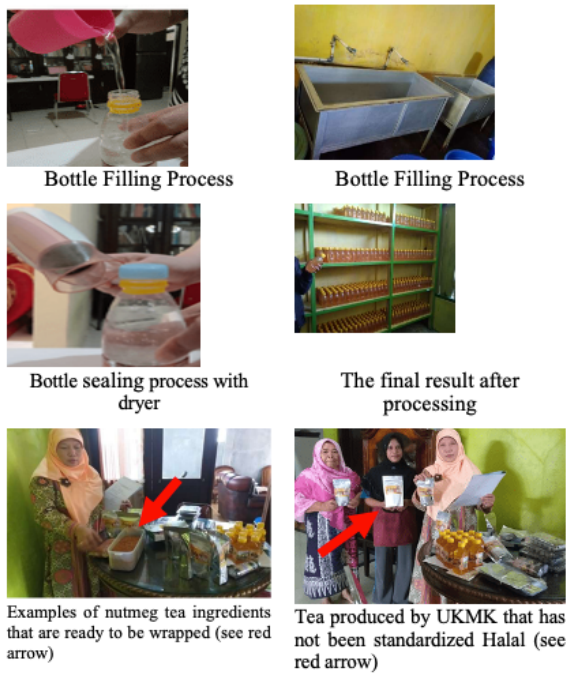 Bottle Filling Process
Bottle Filling Process
Bottle sealing process with
dryer
The final result after
processing
Examples of nutmeg tea ingredients
that are ready to be wrapped (see red
arrow)
Tea produced by UKMK that has
not been standardized Halal (see
red arrow)